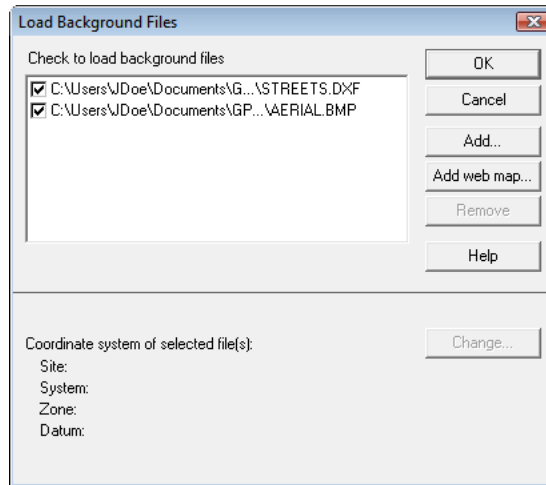 Load Background Files
Check to load background files
C:\Users\JDoe\Documents\G...\STREETS.DXF
C:\Users\JDoe\Documents\GP...\AERIAL.BMP
OK
Cancel
Add...
Add web map...
Remove
Help
Coordinate system of selected file(s):
Change...
Site:
System:
Zone:
Datum: